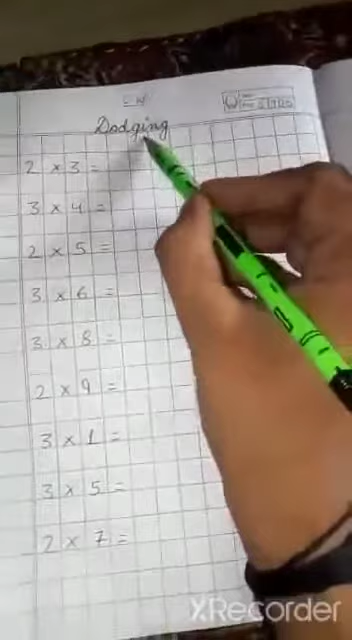 C.W
Dodging
2 × 3 =
3 × 4 =
2 × 5 =
3 × 6 =
3 × 8 =
2 × 9 =
3 × 1 =
3 × 5 =
2 × 7 =
XRecorder